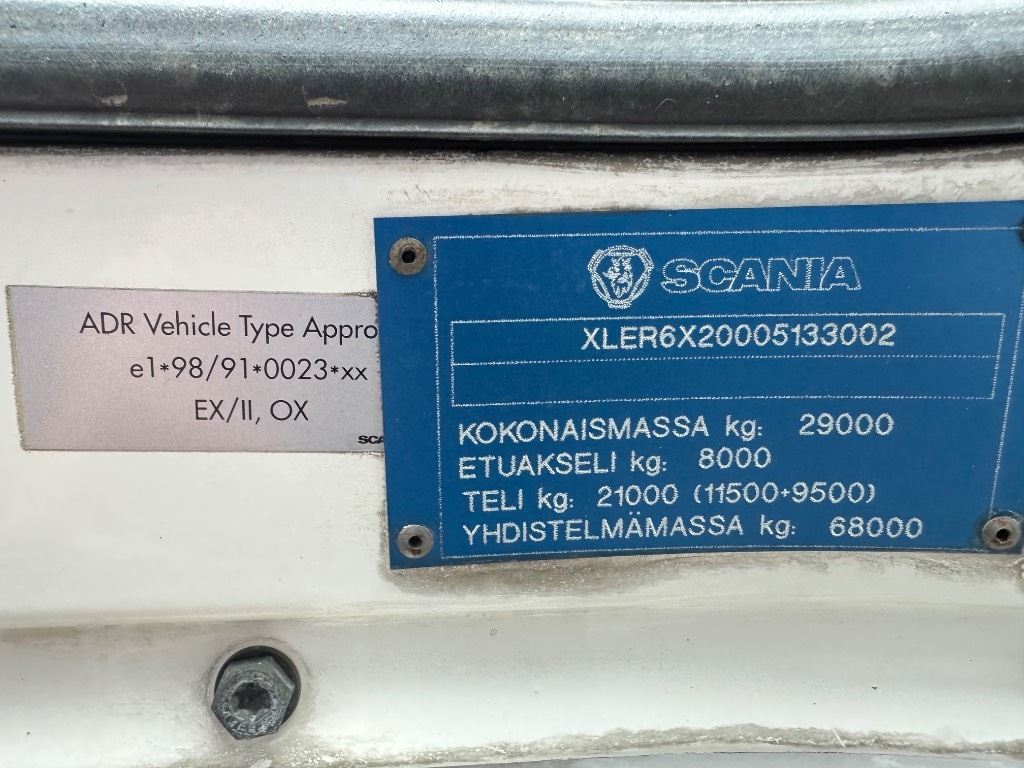 ADR Vehicle Type Appro
e1*98/91*0023*xx
EX/II, OX
SCA
SCANIA
XLER6X20005133002
KOKONAISMASSA kg: 29000
ETUAKSELI kg: 8000
TELI kg: 21000 (11500+9500)
YHDISTELMÄMASSA kg: 68000